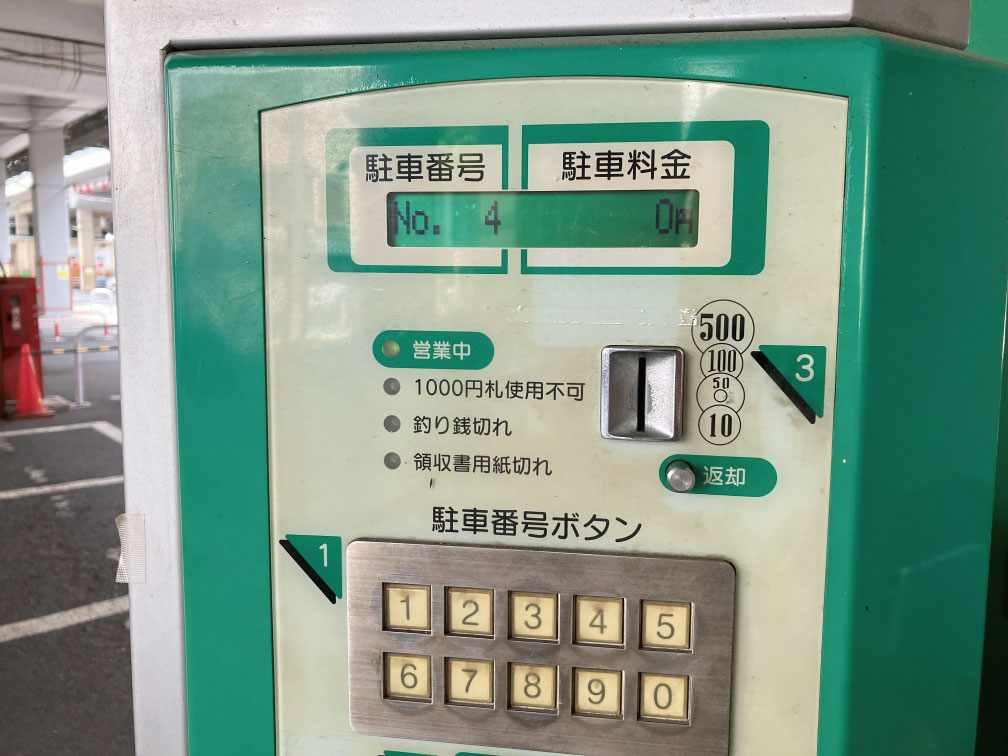 駐車番号 駐車料金
No. 4 0円
500
100
50
10
3
営業中
1000円札使用不可
釣り銭切れ
領収書用紙切れ
返却
駐車番号ボタン
1
1 2 3 4 5
6 7 8 9 0